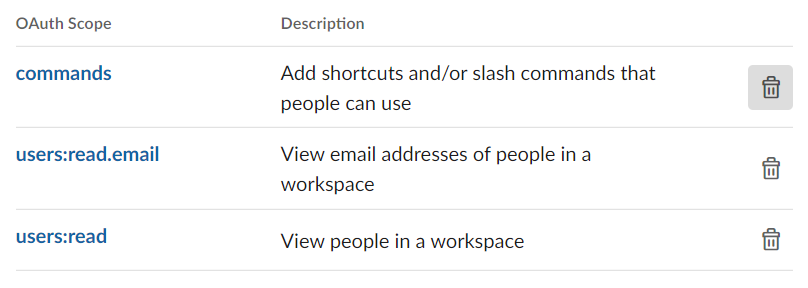 OAuth Scope Description
commands Add shortcuts and/or slash commands that
people can use
users:read.email View email addresses of people in a
workspace
users:read View people in a workspace